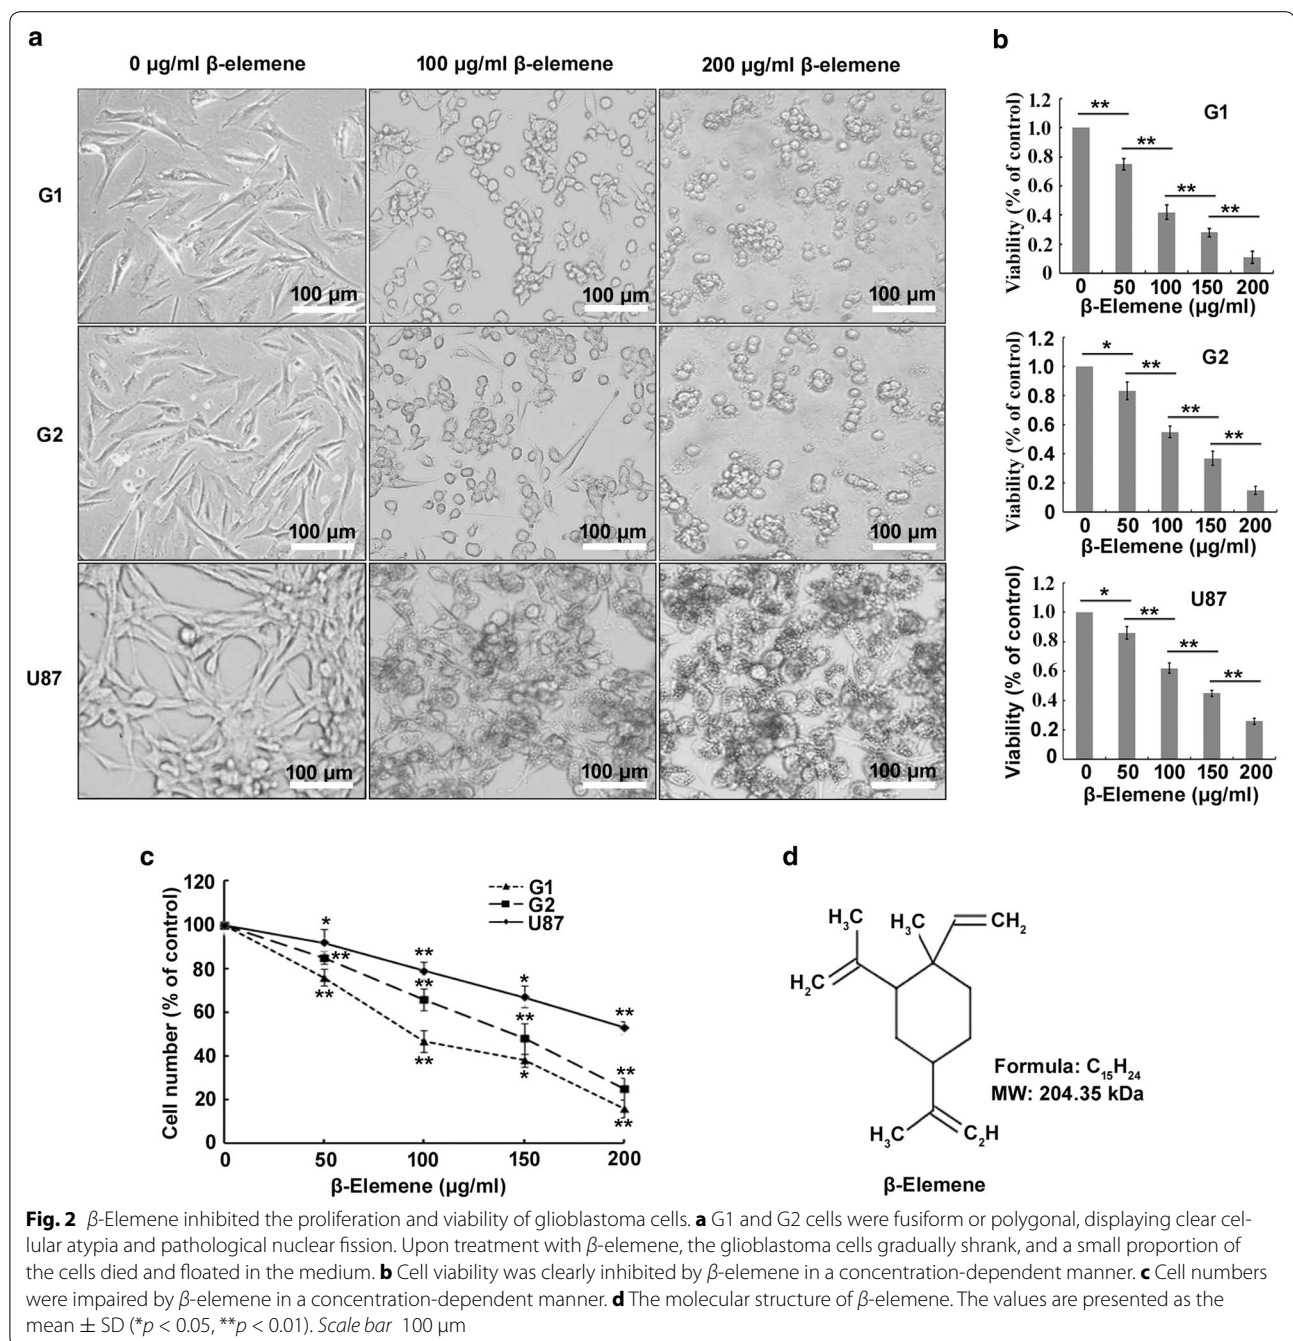 a
0 µg/ml β-elemene
100 µg/ml β-elemene
200 µg/ml β-elemene
G1
100 µm
100 µm
100 µm
G2
100 µm
100 µm
100 µm
U87
100 µm
100 µm
100 µm
b
G1
Viability (% of control)
1.2
1.0
0.8
0.6
0.4
0.2
0
**
**
**
**
0 50 100 150 200
β-Elemene (µg/ml)
G2
Viability (% of control)
1.2
1.0
0.8
0.6
0.4
0.2
0
*
**
**
**
0 50 100 150 200
β-Elemene (µg/ml)
U87
Viability (% of control)
1.2
1.0
0.8
0.6
0.4
0.2
0
*
**
**
**
0 50 100 150 200
β-Elemene (µg/ml)
c
Cell number (% of control)
120
100
80
60
40
20
0
G1
G2
U87
*
**
**
**
**
**
*
**
*
**
**
**
0 50 100 150 200
β-Elemene (µg/ml)
d
H₃C
H₃C
CH₂
H₂C
Formula: C₁₅H₂₄
MW: 204.35 kDa
H₃C
C₂H
β-Elemene
Fig. 2 β-Elemene inhibited the proliferation and viability of glioblastoma cells. a G1 and G2 cells were fusiform or polygonal, displaying clear cel-
lular atypia and pathological nuclear fission. Upon treatment with β-elemene, the glioblastoma cells gradually shrank, and a small proportion of
the cells died and floated in the medium. b Cell viability was clearly inhibited by β-elemene in a concentration-dependent manner. c Cell numbers
were impaired by β-elemene in a concentration-dependent manner. d The molecular structure of β-elemene. The values are presented as the
mean ± SD (*p < 0.05, **p < 0.01). Scale bar 100 µm